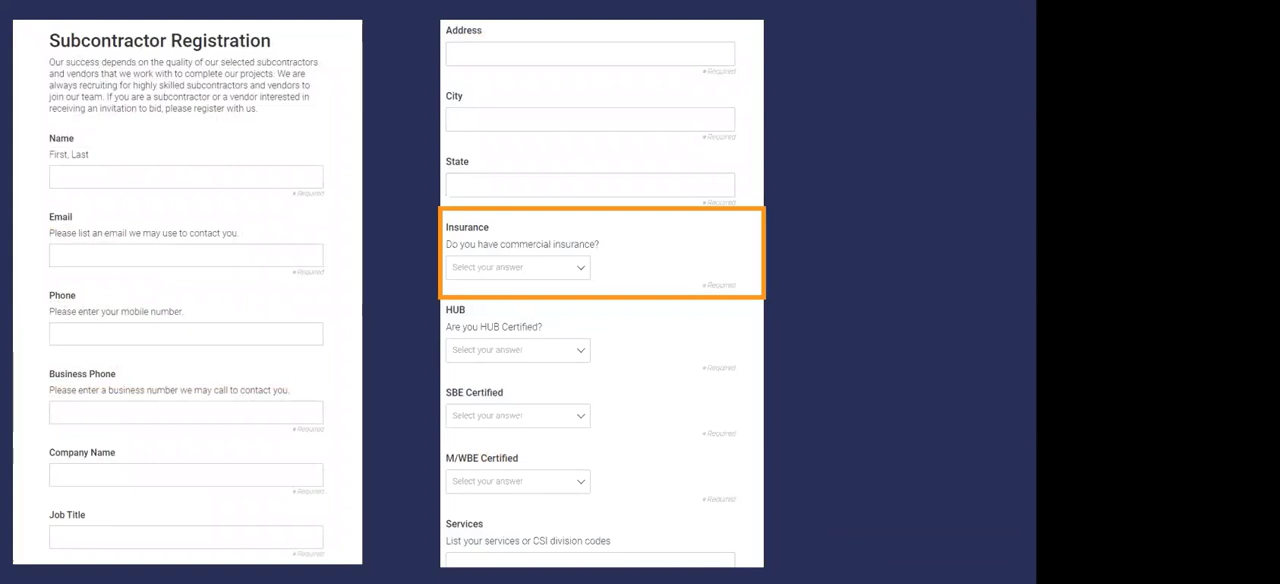 Subcontractor Registration
Our success depends on the quality of our selected subcontractors
and vendors that we work with to complete our projects. We are
always recruiting for highly skilled subcontractors and vendors to
join our team. If you are a subcontractor or a vendor interested in
receiving an invitation to bid, please register with us.
Name
First, Last
* Required
Email
Please list an email we may use to contact you.
* Required
Phone
Please enter your mobile number.
Business Phone
Please enter a business number we may call to contact you.
* Required
Company Name
* Required
Job Title
* Required
Address
* Required
City
* Required
State
* Required
Insurance
Do you have commercial insurance?
Select your answer
* Required
HUB
Are you HUB Certified?
Select your answer
* Required
SBE Certified
Select your answer
* Required
M/WBE Certified
Select your answer
* Required
Services
List your services or CSI division codes